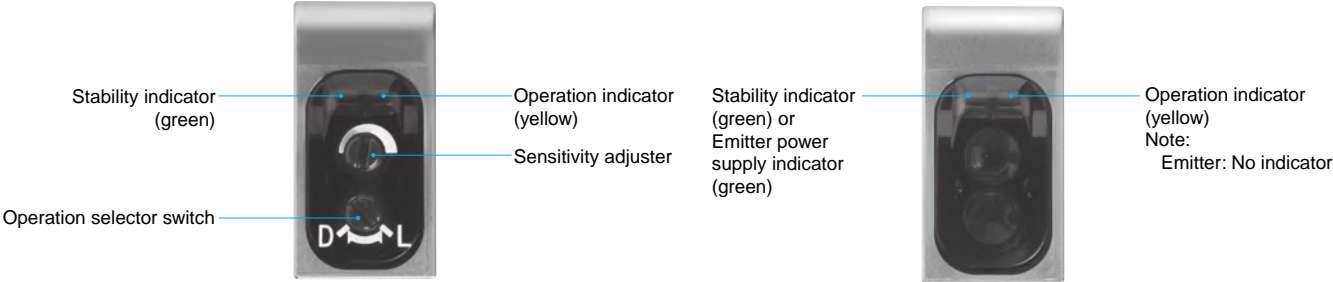 Stability indicator
(green)
Operation selector switch
D
L
Operation indicator
(yellow)
Sensitivity adjuster
Stability indicator
(green) or
Emitter power
supply indicator
(green)
Operation indicator
(yellow)
Note:
Emitter: No indicator